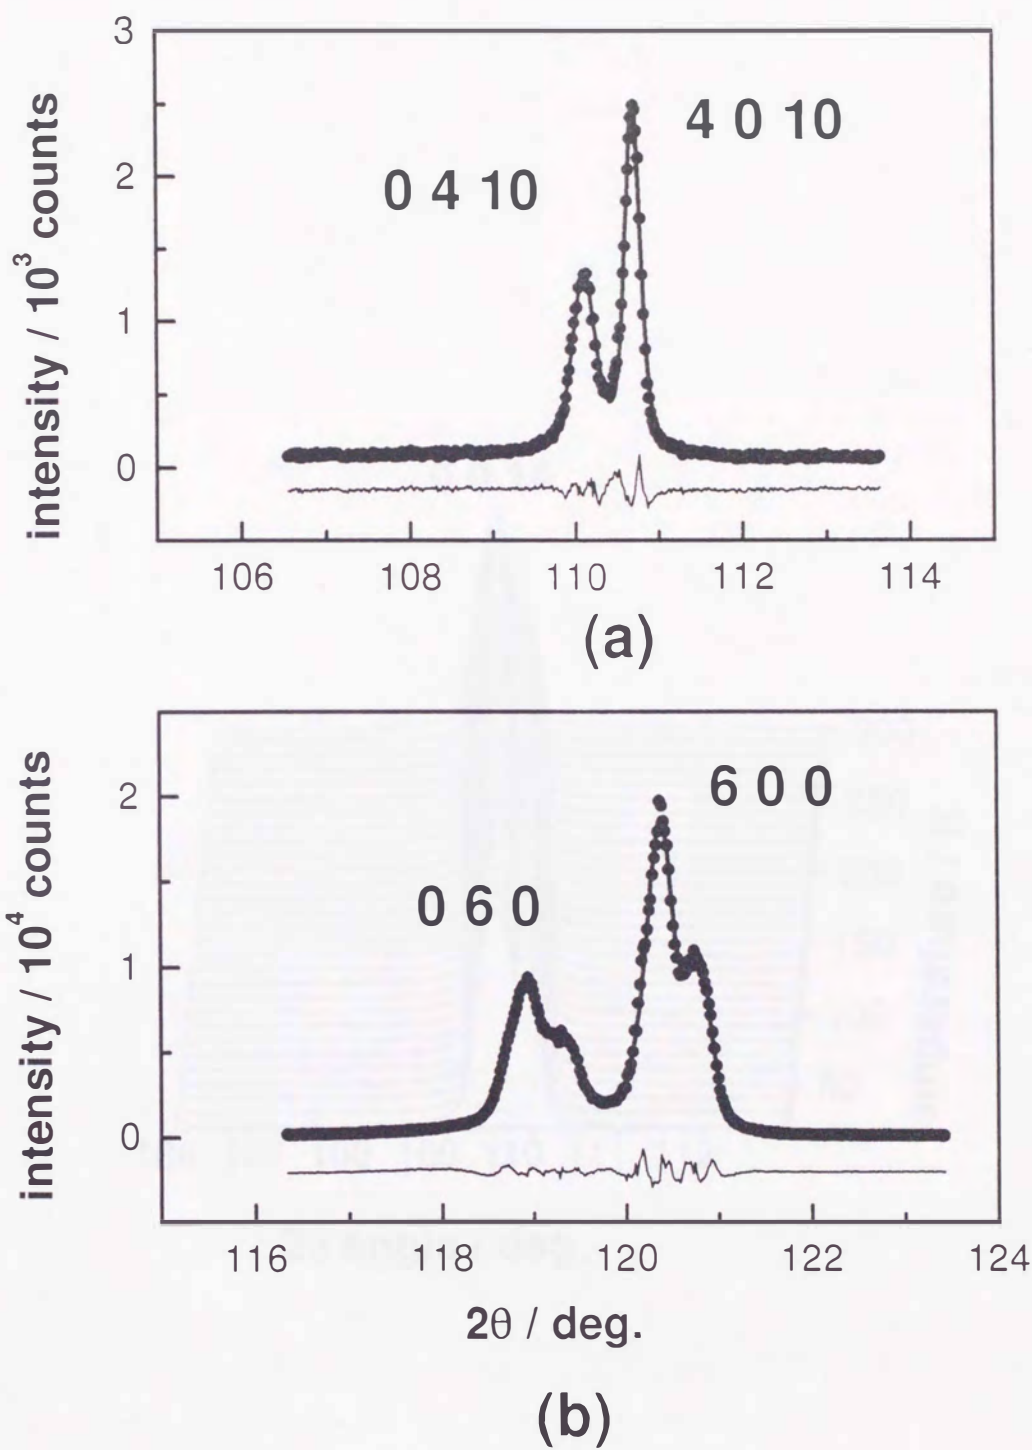 3
2
1
0
intensity / 10³ counts
0 4 10
4 0 10
106 108 110 112 114
(a)
2
1
0
intensity / 10⁴ counts
0 6 0
6 0 0
116 118 120 122 124
2θ / deg.
(b)